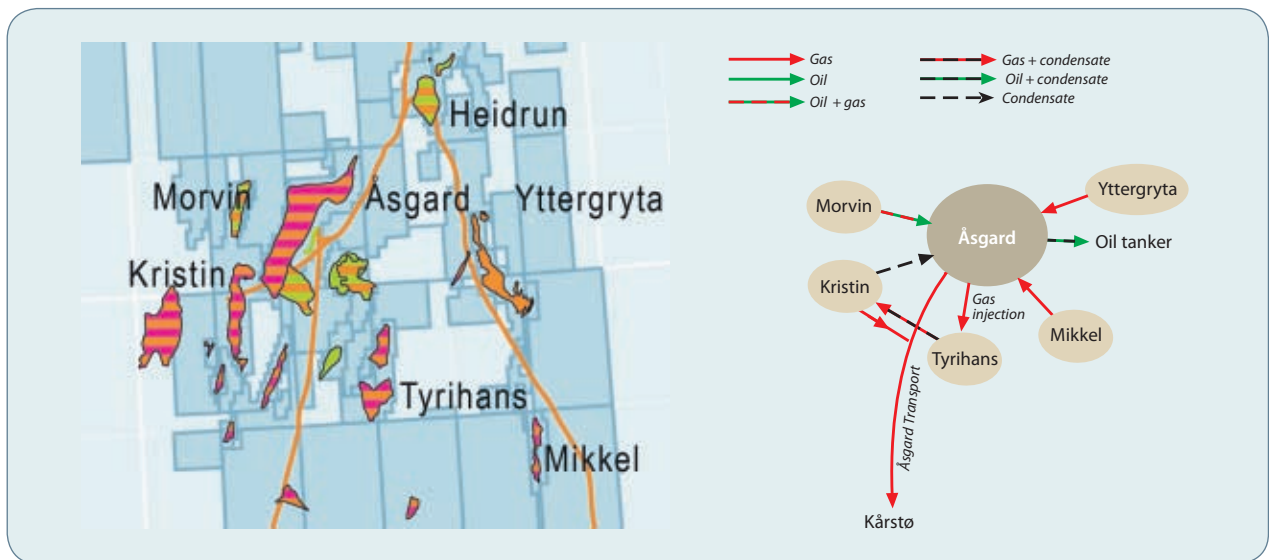 Heidrun
Morvin
Åsgard
Yttergryta
Kristin
Tyrihans
Mikkel
Gas
Oil
Oil + gas
Gas + condensate
Oil + condensate
Condensate
Yttergryta
Morvin
Åsgard
Oil tanker
Kristin
Gas
injection
Mikkel
Tyrihans
Åsgard Transport
Kårstø